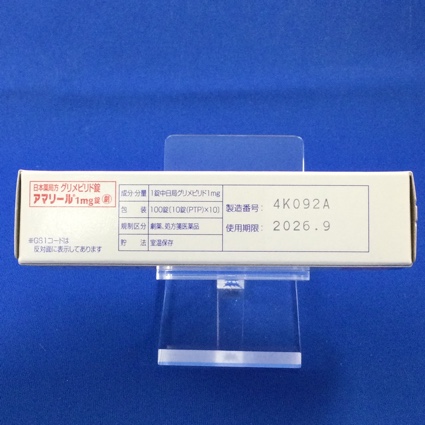 日本薬局方 グリメピリド錠
アマリール 1mg錠 劇
※GS1コードは
反対面に表示してあります
成分・分量 1錠中日局グリメピリド1mg
包装 100錠(10錠(PTP)×10)
規制区分 劇薬、処方箋医薬品
貯法 室温保存
製造番号: 4K092A
使用期限: 2026.9